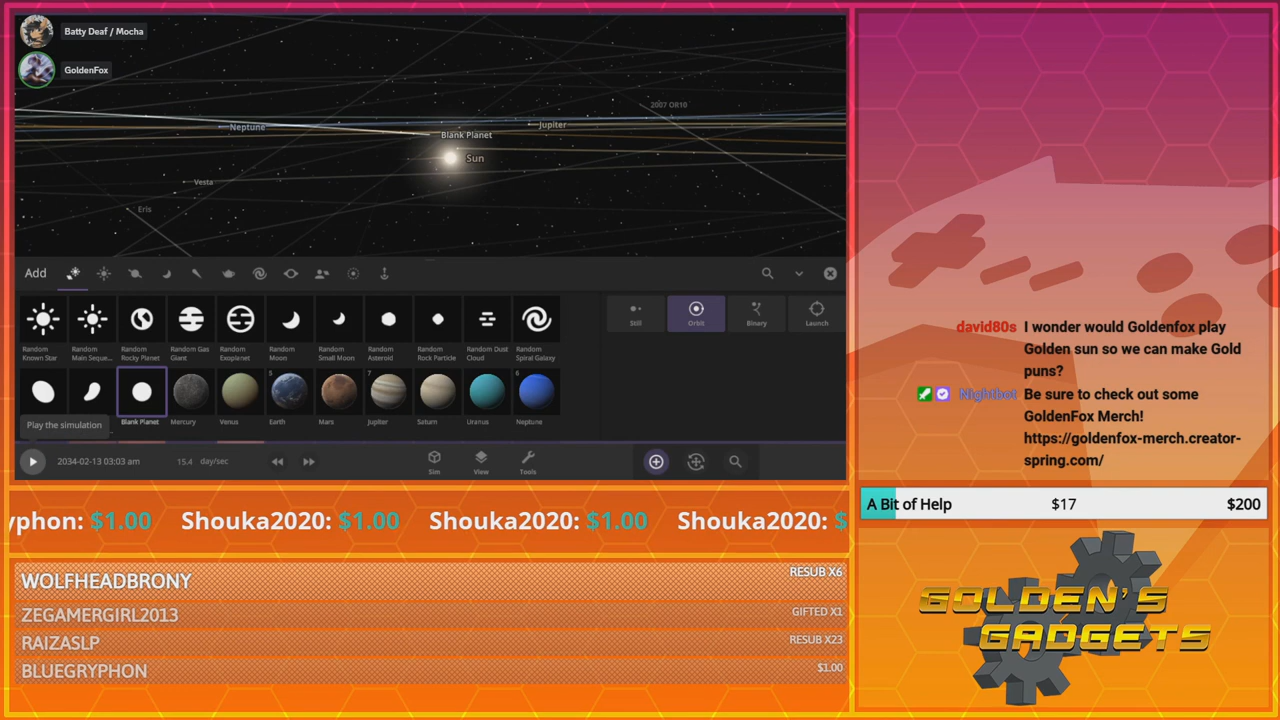 Batty Deaf / Mocha
GoldenFox
2007 OR10
Neptune
Jupiter
Blank Planet
Sun
Vesta
Eris
Add
Random Known Star
Random Main Seque...
Random Rocky Planet
Random Gas Giant
Random Exoplanet
Random Moon
Random Small Moon
Random Asteroid
Random Rock Particle
Random Dust Cloud
Random Spiral Galaxy
Still
Orbit
Binary
Launch
5
7
6
Play the simulation
Blank Planet
Mercury
Venus
Earth
Mars
Jupiter
Saturn
Uranus
Neptune
2034-02-13 03:03 am
15.4 day/sec
Sim
View
Tools
yphon: $1.00 Shouka2020: $1.00 Shouka2020: $1.00 Shouka2020: $
WOLFHEADBRONY RESUB X6
ZEGAMERGIRL2013 GIFTED X1
RAIZASLP RESUB X23
BLUEGRYPHON $1.00
david80s I wonder would Goldenfox play
Golden sun so we can make Gold
puns?
Nightbot Be sure to check out some
GoldenFox Merch!
https://goldenfox-merch.creator-
spring.com/
A Bit of Help $17 $200
GOLDEN'S
GADGETS